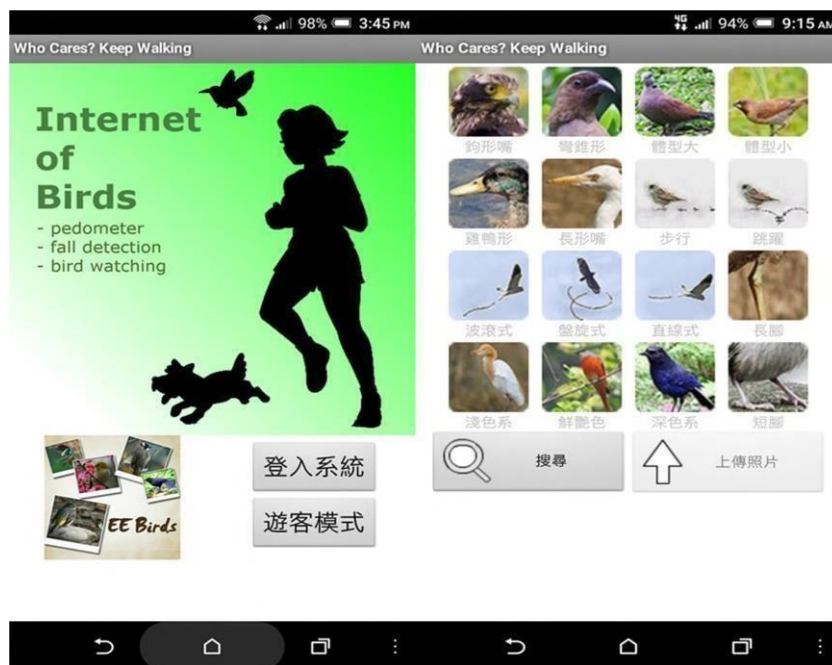 98% 3:45 PM
Who Cares? Keep Walking
Internet
of
Birds
- pedometer
- fall detection
- bird watching
EE Birds
登入系統
遊客模式
4G 94% 9:15 AM
Who Cares? Keep Walking
鉤形嘴 彎錐形 體型大 體型小
雞鴨形 長形嘴 步行 跳躍
波滾式 盤旋式 直線式 長腳
淺色系 鮮艷色 深色系 短腳
搜尋 上傳照片